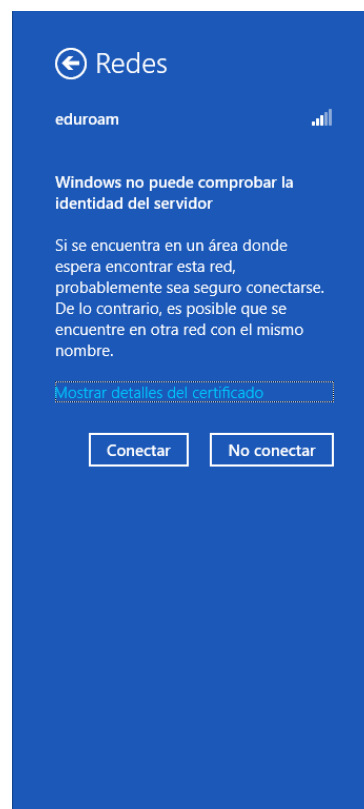 Redes
eduroam
Windows no puede comprobar la
identidad del servidor
Si se encuentra en un área donde
espera encontrar esta red,
probablemente sea seguro conectarse.
De lo contrario, es posible que se
encuentre en otra red con el mismo
nombre.
Mostrar detalles del certificado
Conectar No conectar